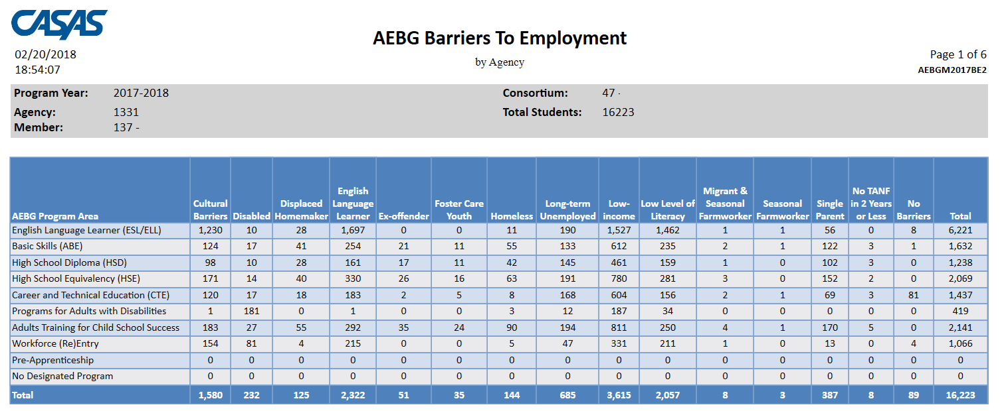 CASAS
AEBG Barriers To Employment
02/20/2018
Page 1 of 6
18:54:07
by Agency
AEBGM2017BE2
Program Year: 2017-2018 Consortium: 47 -
Agency: 1331 Total Students: 16223
Member: 137 -
AEBG Program Area Cultural Barriers Disabled Displaced Homemaker English Language Learner Ex-offender Foster Care Youth Homeless Long-term Unemployed Low-income Low Level of Literacy Migrant & Seasonal Farmworker Seasonal Farmworker Single Parent No TANF in 2 Years or Less No Barriers Total
English Language Learner (ESL/ELL) 1,230 10 28 1,697 0 0 11 190 1,527 1,462 1 1 56 0 8 6,221
Basic Skills (ABE) 124 17 41 254 21 11 55 133 612 235 2 1 122 3 1 1,632
High School Diploma (HSD) 98 10 28 161 17 11 42 145 461 159 1 0 102 3 0 1,238
High School Equivalency (HSE) 171 14 40 330 26 16 63 191 780 281 3 0 152 2 0 2,069
Career and Technical Education (CTE) 120 17 18 183 2 5 8 168 604 156 2 1 69 3 81 1,437
Programs for Adults with Disabilities 1 181 0 1 0 0 3 12 187 34 0 0 0 0 0 419
Adults Training for Child School Success 183 27 55 292 35 24 90 194 811 250 4 1 170 5 0 2,141
Workforce (Re)Entry 154 81 4 215 0 0 5 47 331 211 1 0 13 0 4 1,066
Pre-Apprenticeship 0 0 0 0 0 0 0 0 0 0 0 0 0 0 0 0
No Designated Program 0 0 0 0 0 0 0 0 0 0 0 0 0 0 0 0
Total 1,580 232 125 2,322 51 35 144 685 3,615 2,057 8 3 387 8 89 16,223